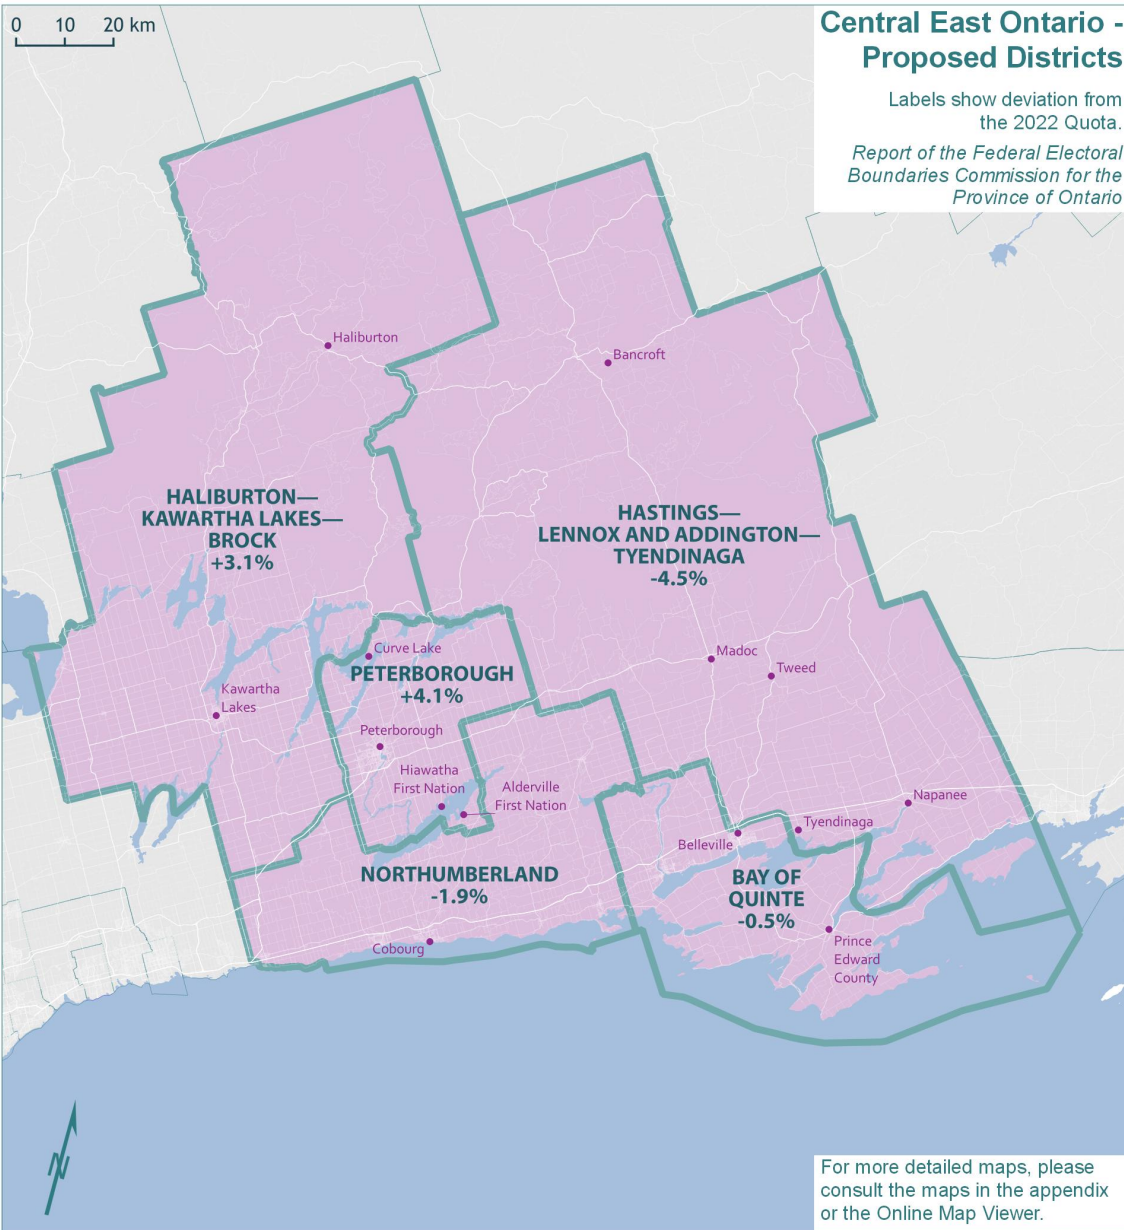 0 10 20 km
Central East Ontario -
Proposed Districts
Labels show deviation from
the 2022 Quota.
Report of the Federal Electoral
Boundaries Commission for the
Province of Ontario
Haliburton
Bancroft
HALIBURTON—
KAWARTHA LAKES—
BROCK
+3.1%
HASTINGS—
LENNOX AND ADDINGTON—
TYENDINAGA
-4.5%
Curve Lake
PETERBOROUGH
+4.1%
Madoc
Tweed
Kawartha
Lakes
Peterborough
Hiawatha
First Nation
Alderville
First Nation
Napanee
Tyendinaga
Belleville
NORTHUMBERLAND
-1.9%
BAY OF
QUINTE
-0.5%
Cobourg
Prince
Edward
County
N
For more detailed maps, please
consult the maps in the appendix
or the Online Map Viewer.